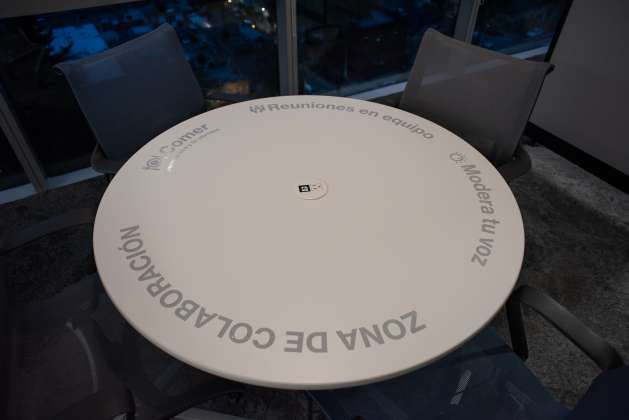 Comer
Reuniones en equipo
Modera tu voz
ZONA DE COLABORACIÓN